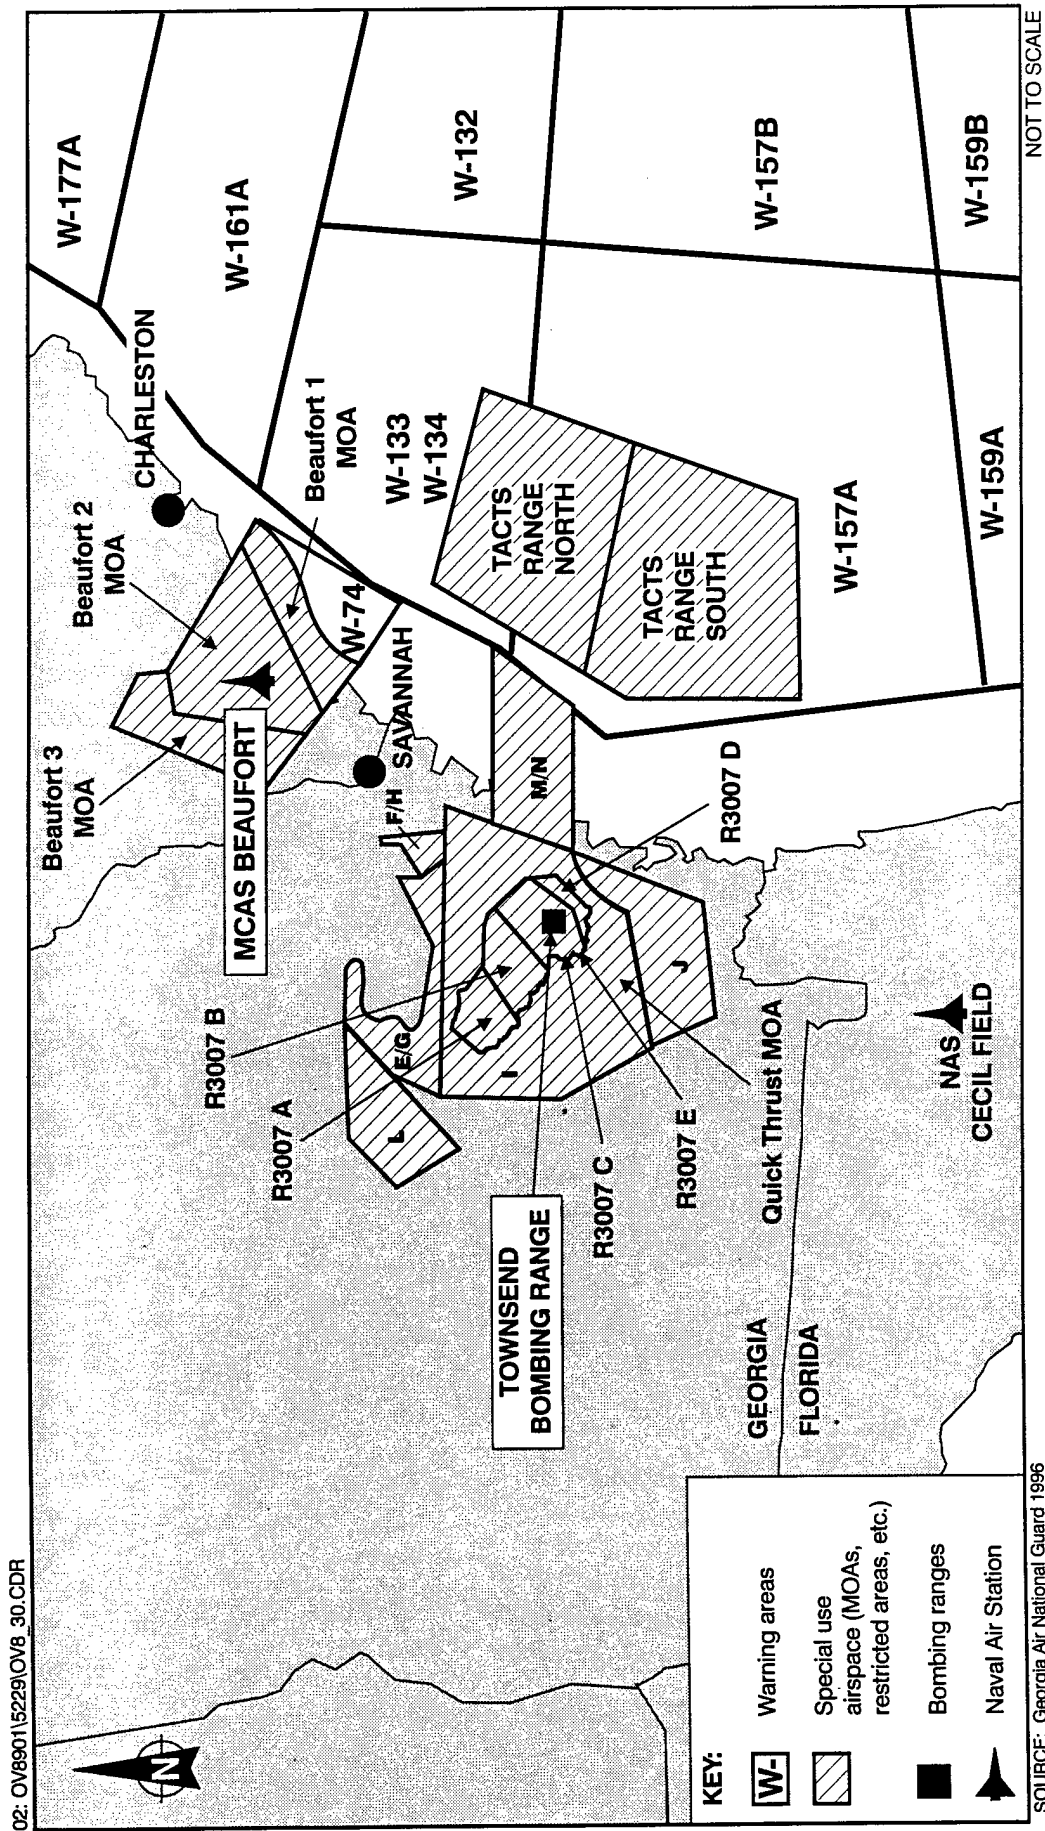 02: OV8901\5229\OV8_30.CDR
W-177A
W-161A
CHARLESTON
W-132
Beaufort 2
MOA
Beaufort 1
MOA
Beaufort 3
MOA
W-133
W-134
W-74
MCAS BEAUFORT
SAVANNAH
TACTS
RANGE
NORTH
W-157B
F/H
M/N
TACTS
RANGE
SOUTH
R3007 B
R3007 A
E/G
L
I
J
R3007 D
W-157A
TOWNSEND
BOMBING RANGE
R3007 C
R3007 E
Quick Thrust MOA
W-159B
W-159A
GEORGIA
FLORIDA
NAS
CECIL FIELD
N
KEY:
W-
Warning areas
Special use
airspace (MOAs,
restricted areas, etc.)
Bombing ranges
Naval Air Station
SOURCE: Georgia Air National Guard 1996
NOT TO SCALE